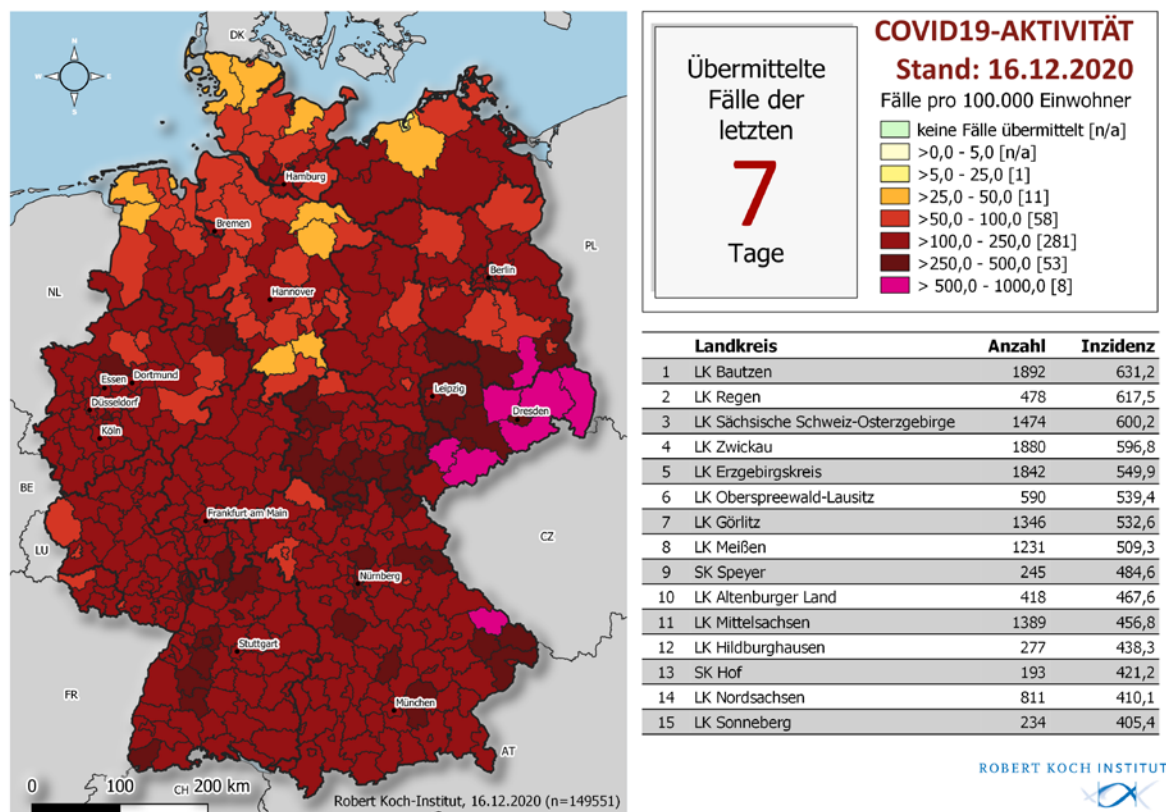 DK
N
W
E
S
Hamburg
Bremen
PL
Berlin
NL
Hannover
Essen
Dortmund
Düsseldorf
Leipzig
Dresden
Köln
BE
Frankfurt am Main
CZ
LU
Nürnberg
Stuttgart
FR
München
AT
0 100 200 km
CH
Robert Koch-Institut, 16.12.2020 (n=149551)
Übermittelte
Fälle der
letzten
7
Tage
COVID19-AKTIVITÄT
Stand: 16.12.2020
Fälle pro 100.000 Einwohner
keine Fälle übermittelt [n/a]
>0,0 - 5,0 [n/a]
>5,0 - 25,0 [1]
>25,0 - 50,0 [11]
>50,0 - 100,0 [58]
>100,0 - 250,0 [281]
>250,0 - 500,0 [53]
> 500,0 - 1000,0 [8]
Landkreis Anzahl Inzidenz
1 LK Bautzen 1892 631,2
2 LK Regen 478 617,5
3 LK Sächsische Schweiz-Osterzgebirge 1474 600,2
4 LK Zwickau 1880 596,8
5 LK Erzgebirgskreis 1842 549,9
6 LK Oberspreewald-Lausitz 590 539,4
7 LK Görlitz 1346 532,6
8 LK Meißen 1231 509,3
9 SK Speyer 245 484,6
10 LK Altenburger Land 418 467,6
11 LK Mittelsachsen 1389 456,8
12 LK Hildburghausen 277 438,3
13 SK Hof 193 421,2
14 LK Nordsachsen 811 410,1
15 LK Sonneberg 234 405,4
ROBERT KOCH INSTITUT